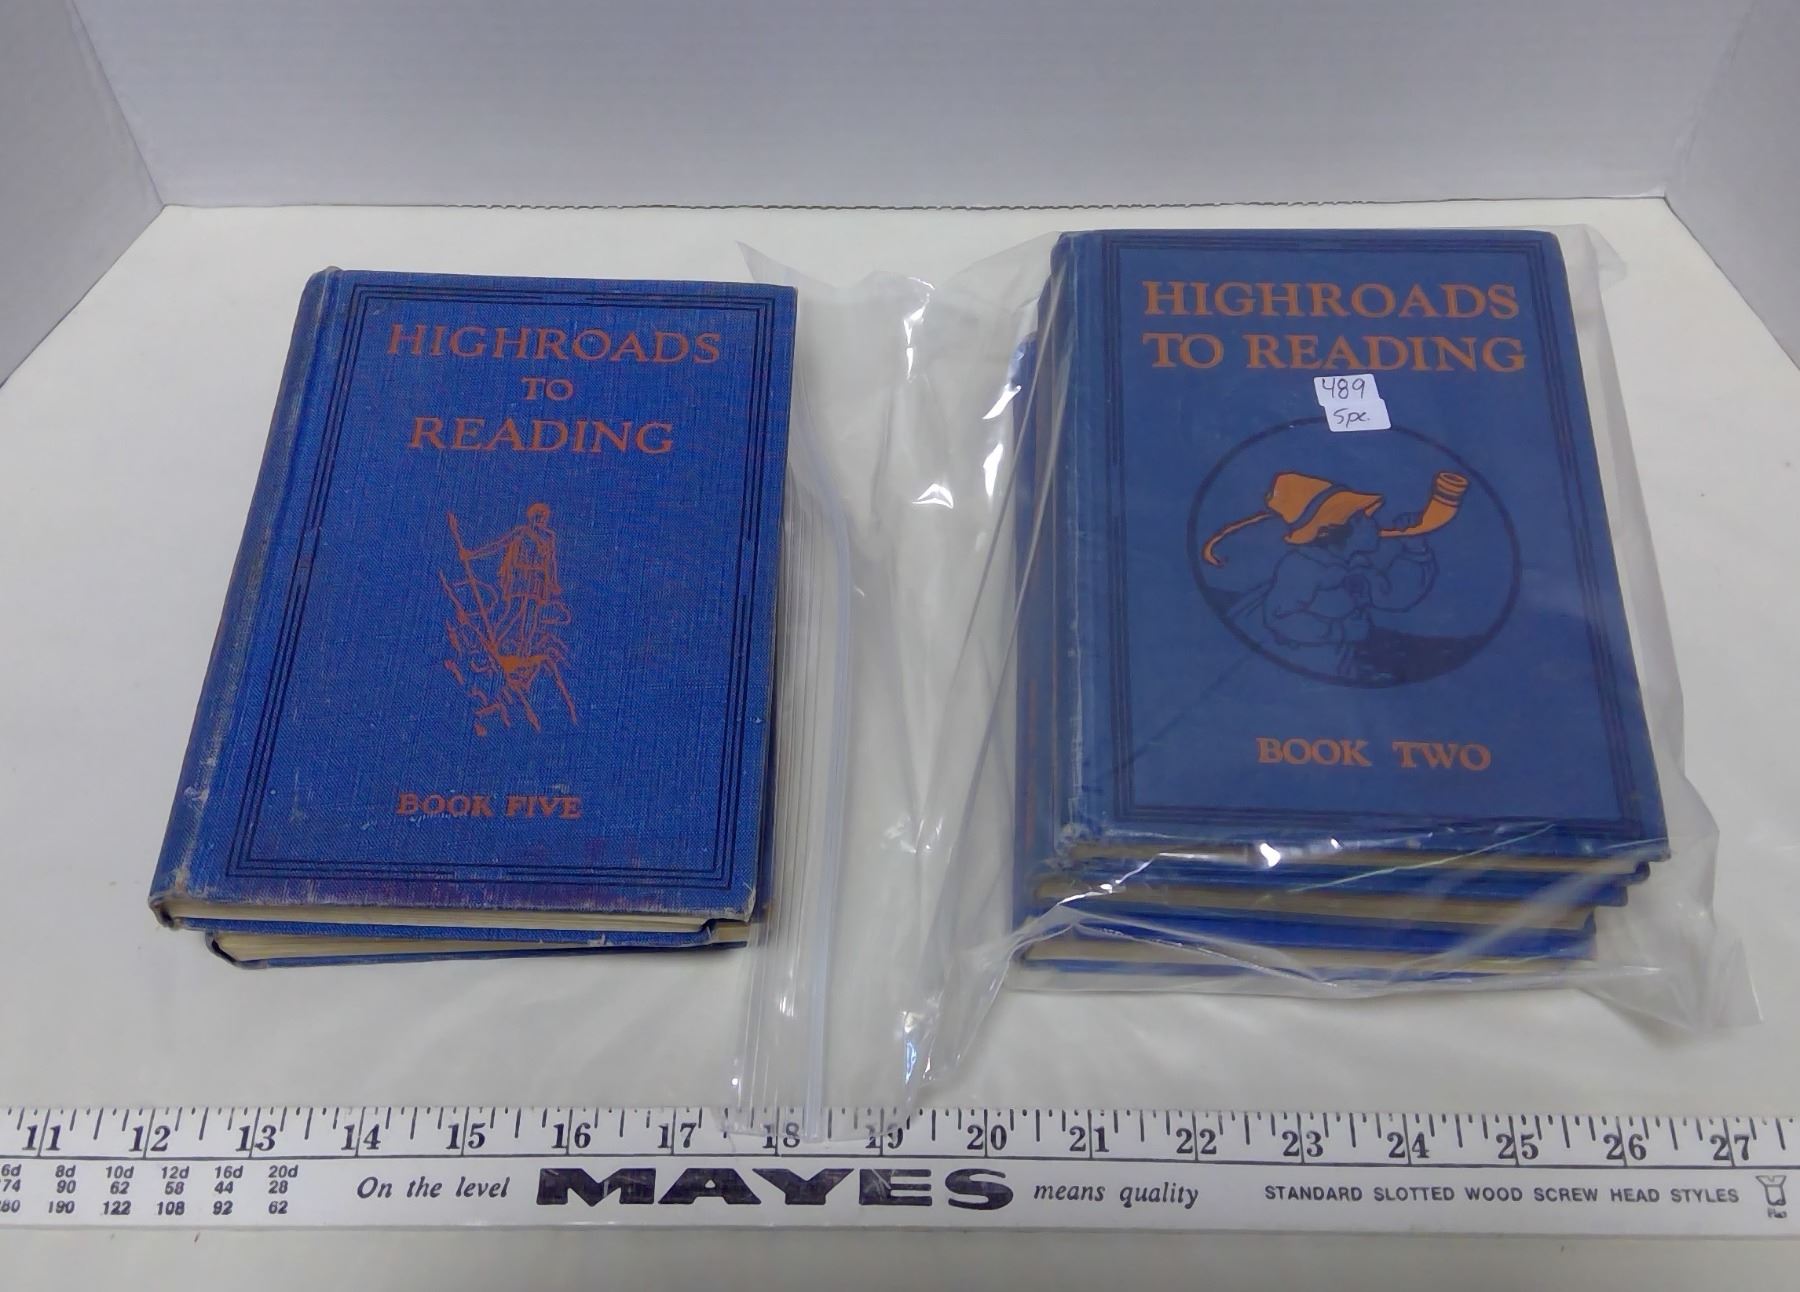 HIGHROADS
TO
READING
BOOK FIVE
HIGHROADS
TO READING
489
5pc.
BOOK TWO
11 12 13 14 15 16 17 18 19 20 21 22 23 24 25 26 27
6d 8d 10d 12d 16d 20d
74 90 62 58 44 28
280 190 122 108 92 62
On the level MAYES means quality
STANDARD SLOTTED WOOD SCREW HEAD STYLES